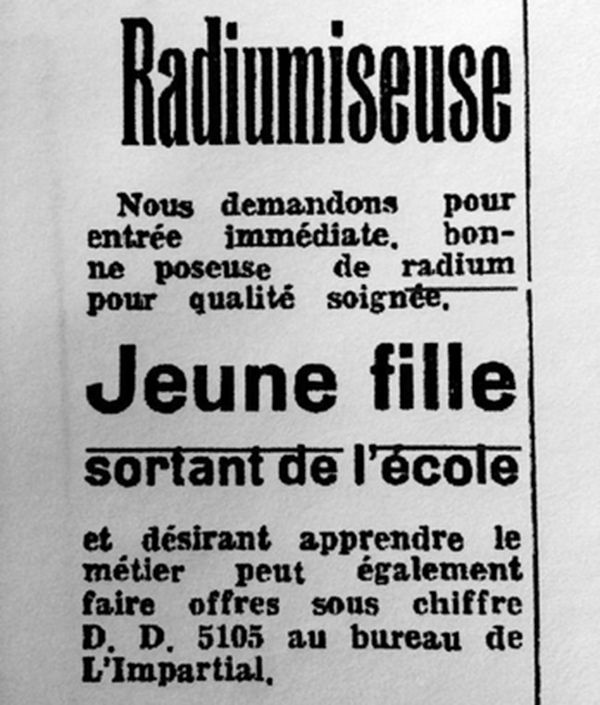 Radiumiseuse
Nous demandons pour
entrée immédiate, bon-
ne poseuse de radium
pour qualité soignée.
Jeune fille
sortant de l'école
et désirant apprendre le
métier peut également
faire offres sous chiffre
D. D. 5105 au bureau de
L'Impartial.